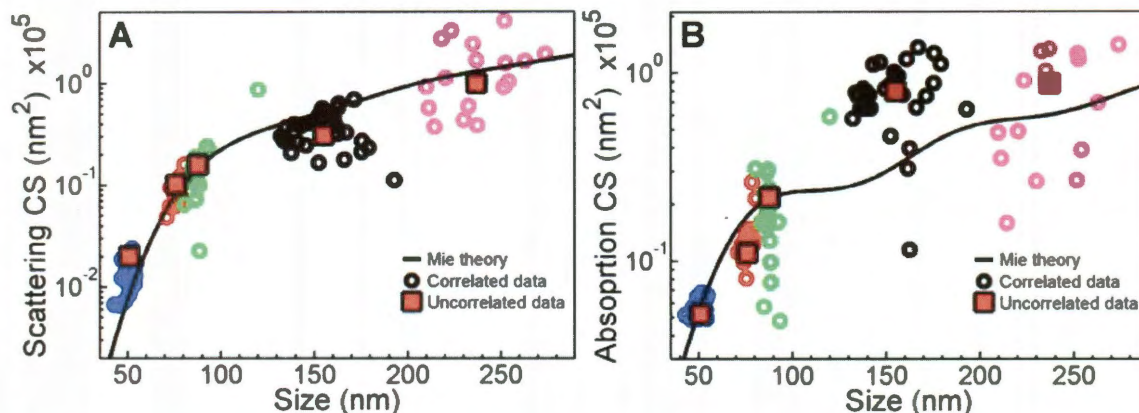 Scattering CS (nm²) x10⁵
A
10⁰
10⁻¹
10⁻²
Mie theory
Correlated data
Uncorrelated data
50 100 150 200 250
Size (nm)
Absoportion CS (nm²) x10⁵
B
10⁰
10⁻¹
Mie theory
Correlated data
Uncorrelated data
50 100 150 200 250
Size (nm)